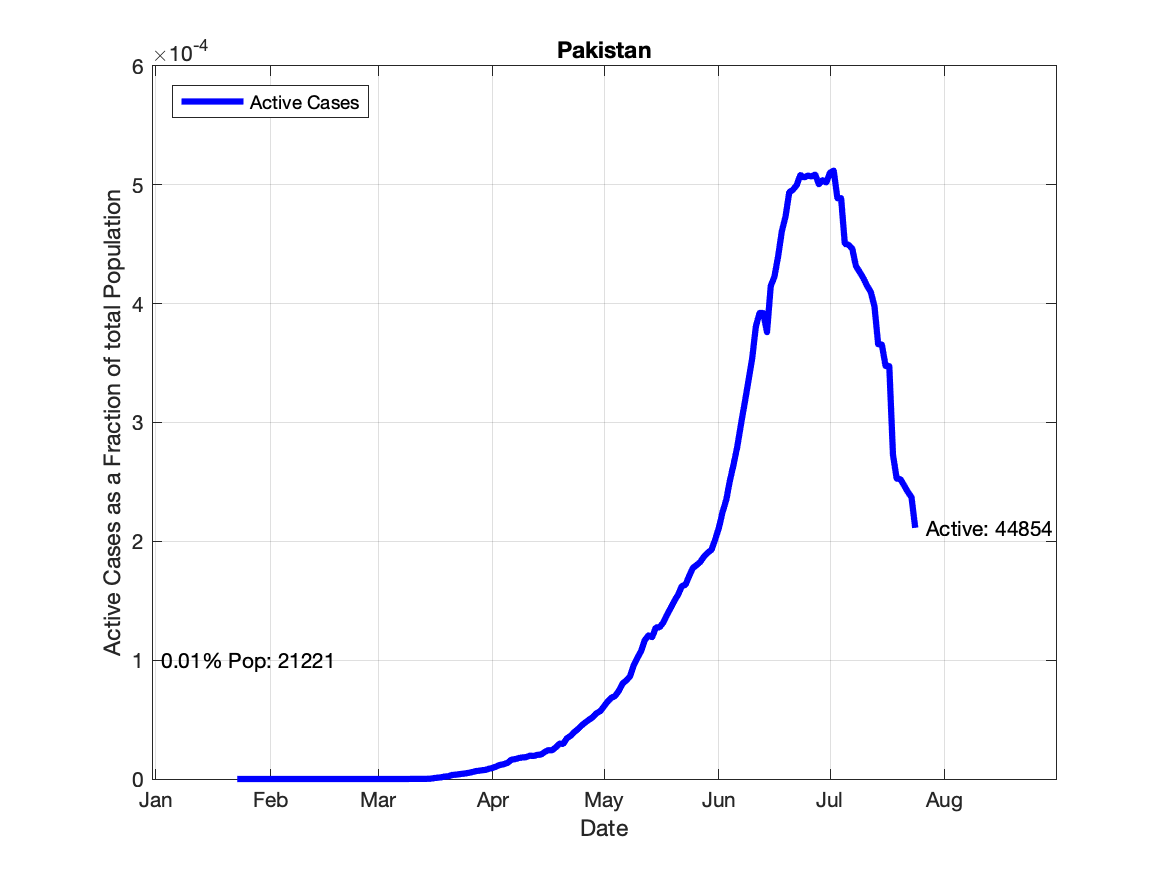 Pakistan
×10-4
6
Active Cases
5
4
3
2
1
0
Active Cases as a Fraction of total Population
0.01% Pop: 21221
Active: 44854
Jan Feb Mar Apr May Jun Jul Aug
Date